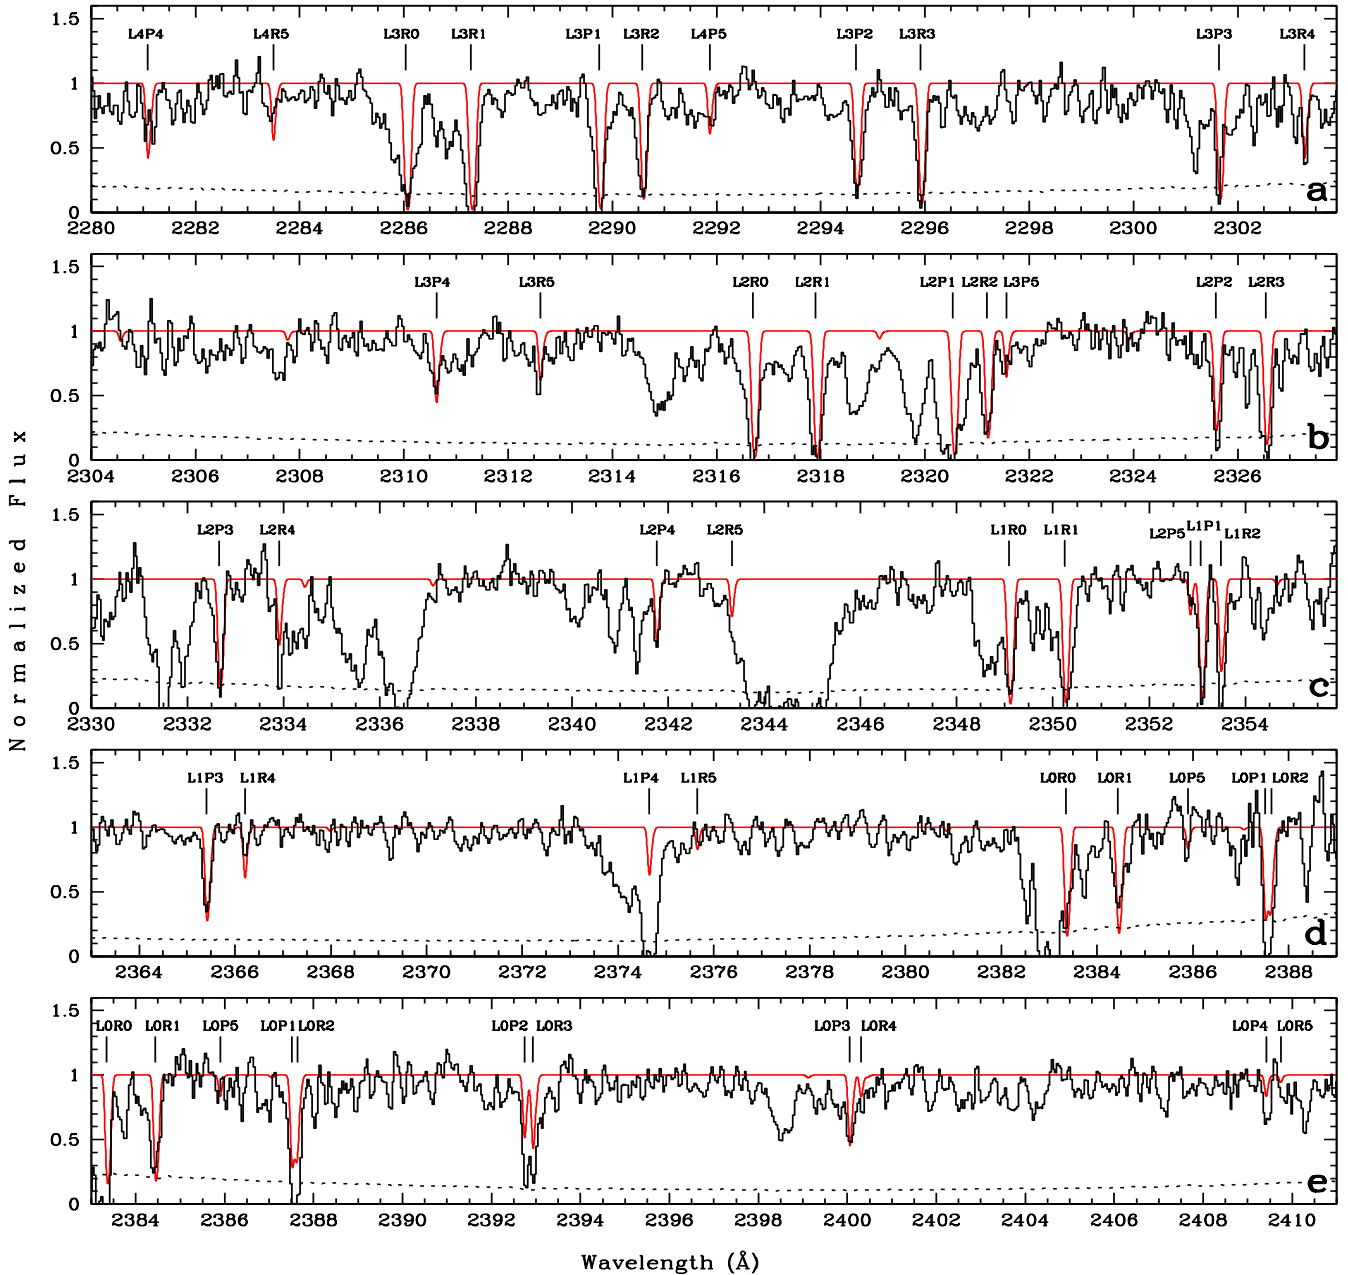 Normalized Flux
1.5
L4P4 L4R5 L3R0 L3R1 L3P1 L3R2 L4P5 L3P2 L3R3 L3P3 L3R4
1
0.5
0
a
2280 2282 2284 2286 2288 2290 2292 2294 2296 2298 2300 2302
1.5
L3P4 L3R5 L2R0 L2R1 L2P1 L2R2 L3P5 L2P2 L2R3
1
0.5
0
b
2304 2306 2308 2310 2312 2314 2316 2318 2320 2322 2324 2326
1.5
L2P3 L2R4 L2P4 L2R5 L1R0 L1R1 L2P5 L1P1 L1R2
1
0.5
0
c
2330 2332 2334 2336 2338 2340 2342 2344 2346 2348 2350 2352 2354
1.5
L1P3 L1R4 L1P4 L1R5 L0R0 L0R1 L0P5 L0P1 L0R2
1
0.5
0
d
2364 2366 2368 2370 2372 2374 2376 2378 2380 2382 2384 2386 2388
1.5
L0R0 L0R1 L0P5 L0P1 L0R2 L0P2 L0R3 L0P3 L0R4 L0P4 L0R5
1
0.5
0
e
2384 2386 2388 2390 2392 2394 2396 2398 2400 2402 2404 2406 2408 2410
Wavelength (Å)